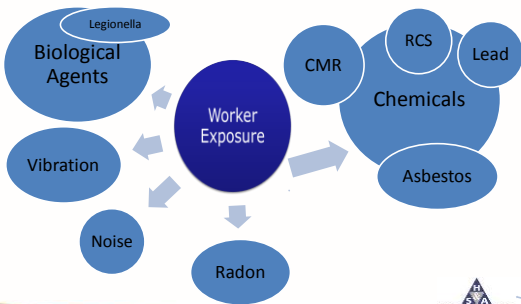 Legionella
Biological
Agents
RCS
Lead
CMR
Chemicals
Worker
Exposure
Vibration
Asbestos
Noise
Radon
H
S & A